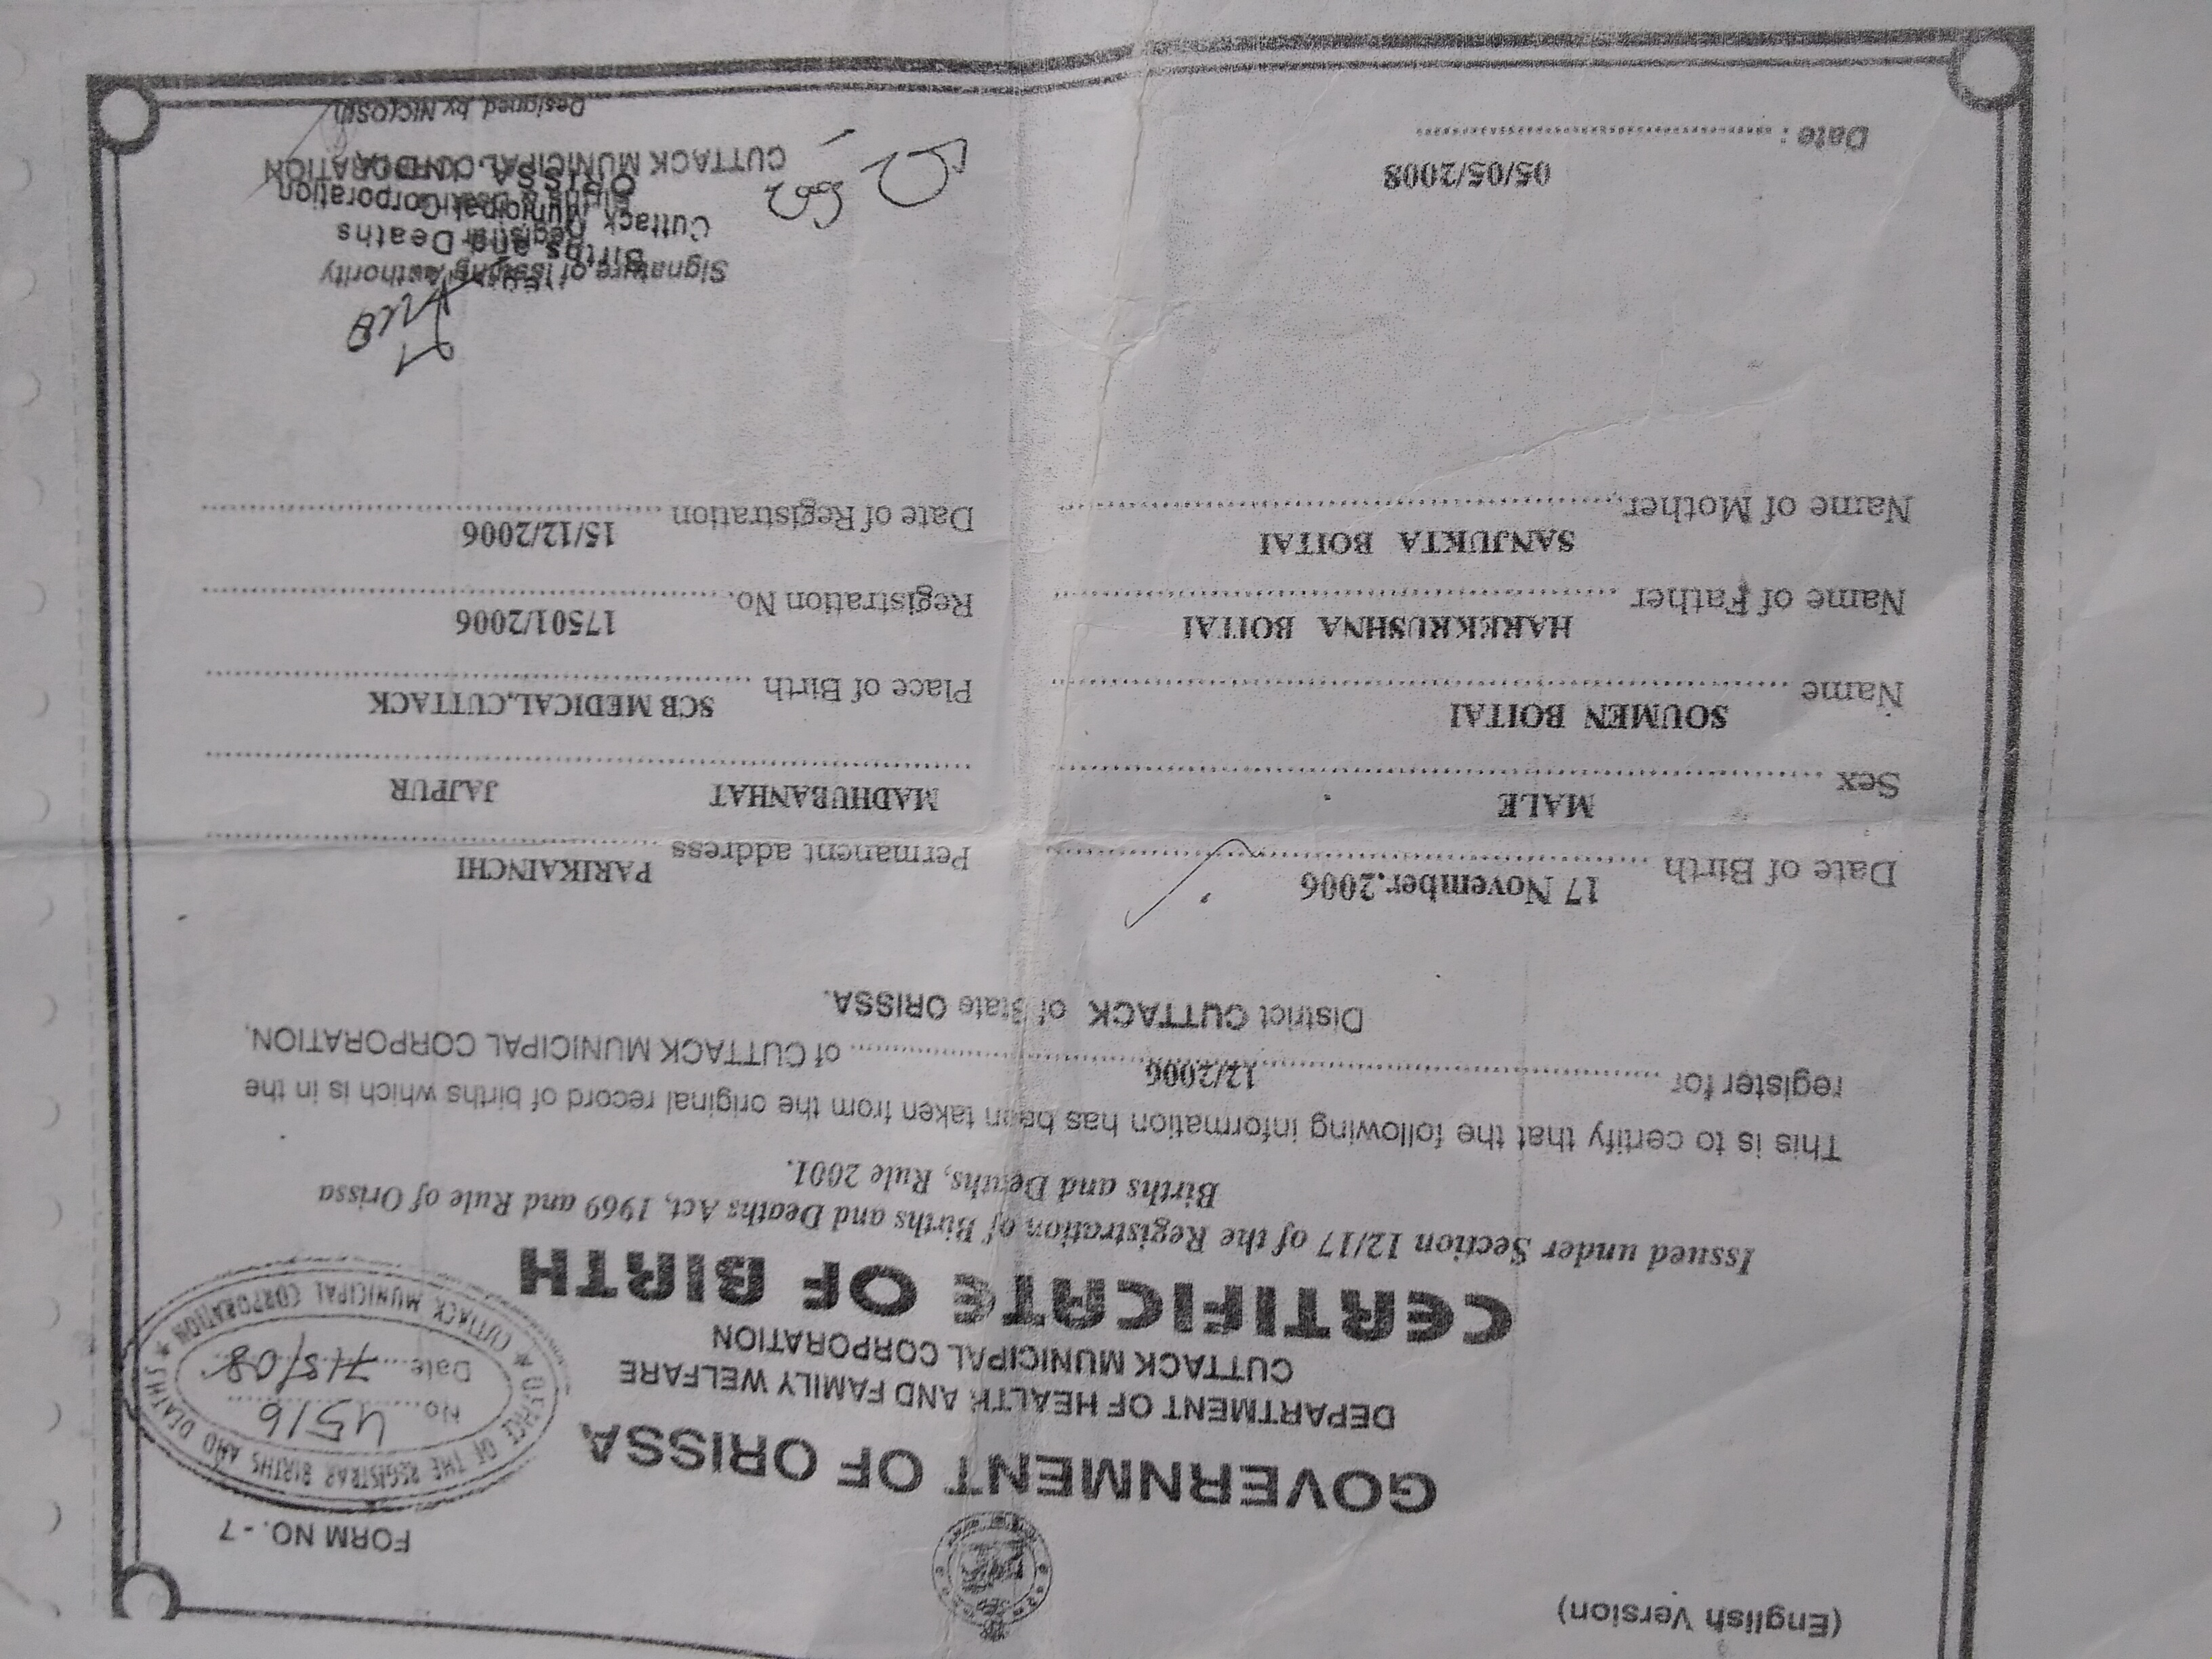 (English Version)
FORM NO. - 7
GOVERNMENT OF ORISSA
DEPARTMENT OF HEALTH AND FAMILY WELFARE
CUTTACK MUNICIPAL CORPORATION
OFFICE OF THE REGISTRAR BIRTHS AND DEATHS
No. 4516
Date 7/5/08
CUTTACK MUNICIPAL CORPORATION
CERTIFICATE OF BIRTH
Issued under Section 12/17 of the Registration of Births and Deaths Act, 1969 and Rule of Orissa
Births and Deaths, Rule 2001.
This is to certify that the following information has been taken from the original record of births which is in the
register for 12/2006 of CUTTACK MUNICIPAL CORPORATION,
District CUTTACK of State ORISSA.
Date of Birth 17 November,2006
Sex MALE
Name SOUMEN BOITAI
Name of Father HAREKRUSHNA BOITAI
Name of Mother SANJUKTA BOITAI
Permanent address PARIKAINCHI
MADHUBANHAT JAJPUR
Place of Birth SCB MEDICAL,CUTTACK
Registration No. 17501/2006
Date of Registration 15/12/2006
05/05/2008
Date :
Signature of Issuing Authority
Births and Deaths
Cuttack Municipal Corporation
CUTTACK MUNICIPAL CORPORATION
ORISSA
Designed by NIC(OSU)